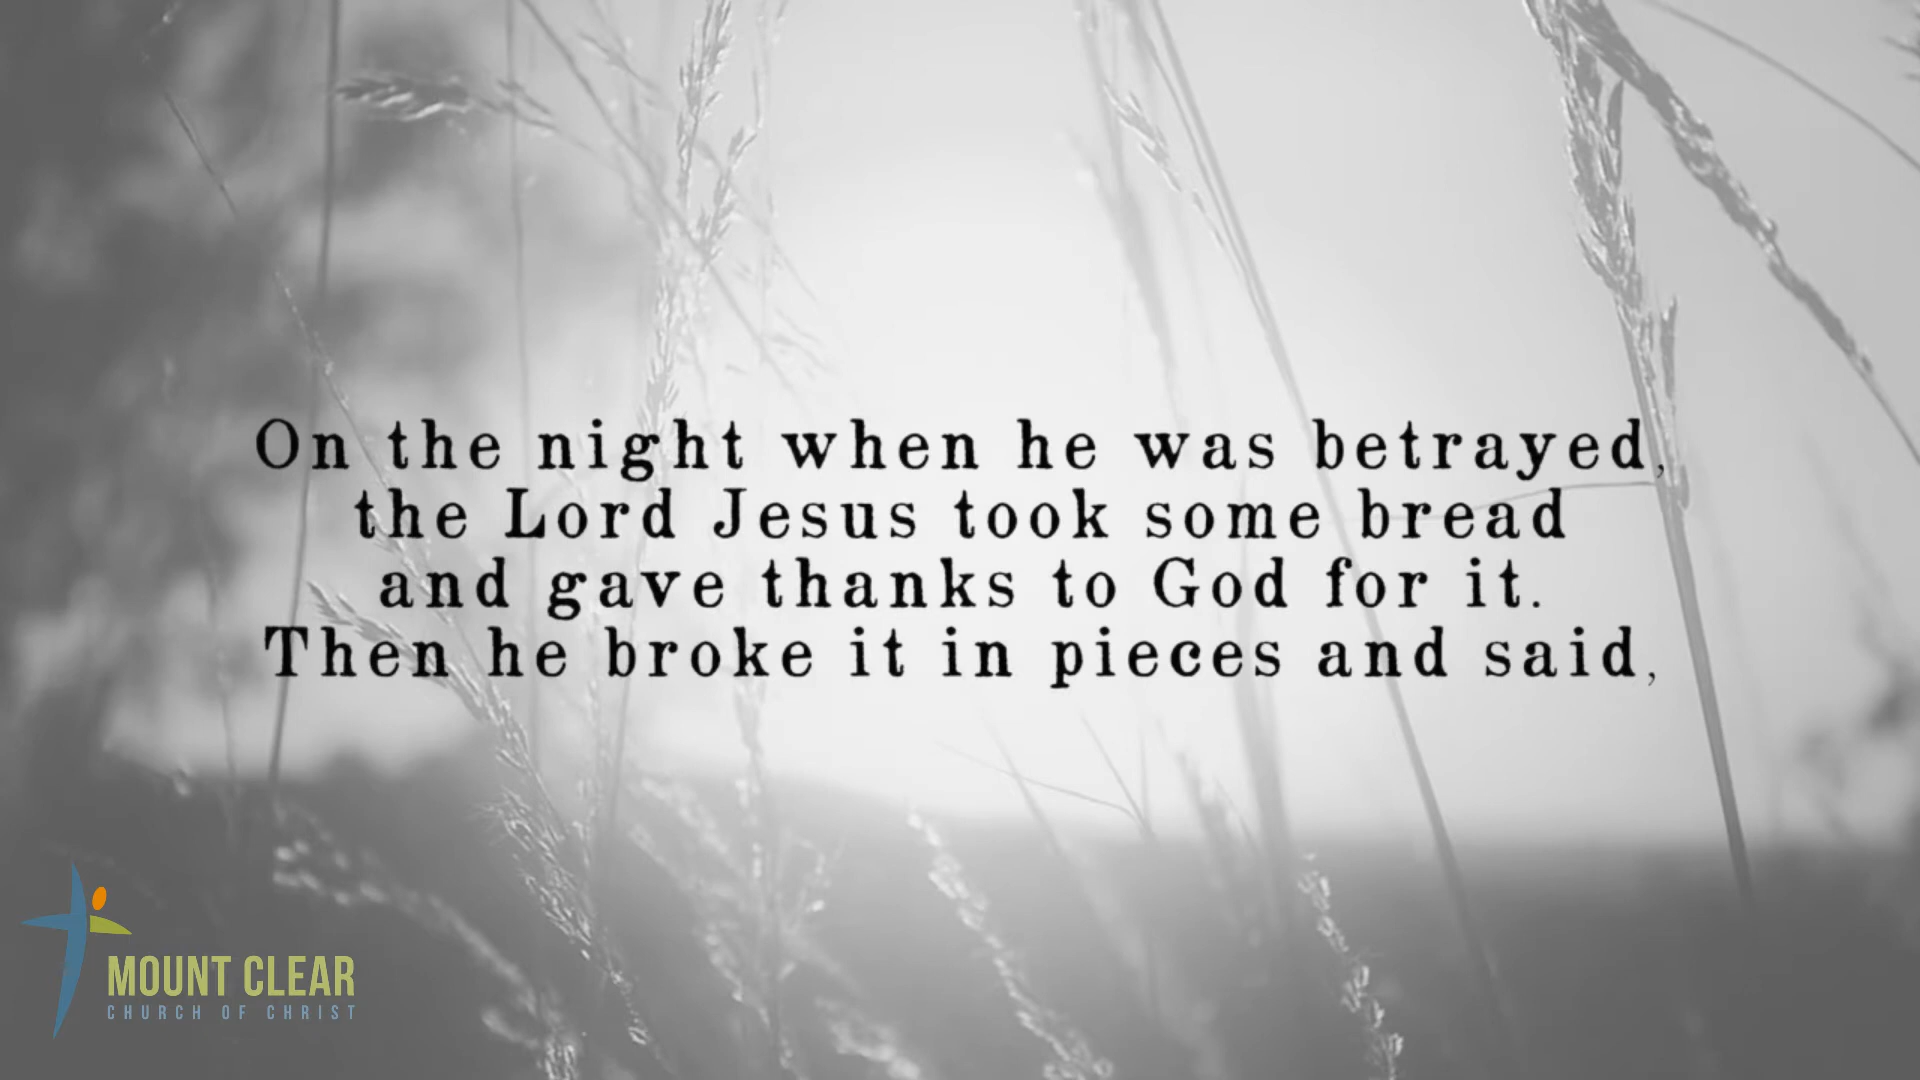 On the night when he was betrayed,
the Lord Jesus took some bread
and gave thanks to God for it.
Then he broke it in pieces and said,
MOUNT CLEAR
CHURCH OF CHRIST